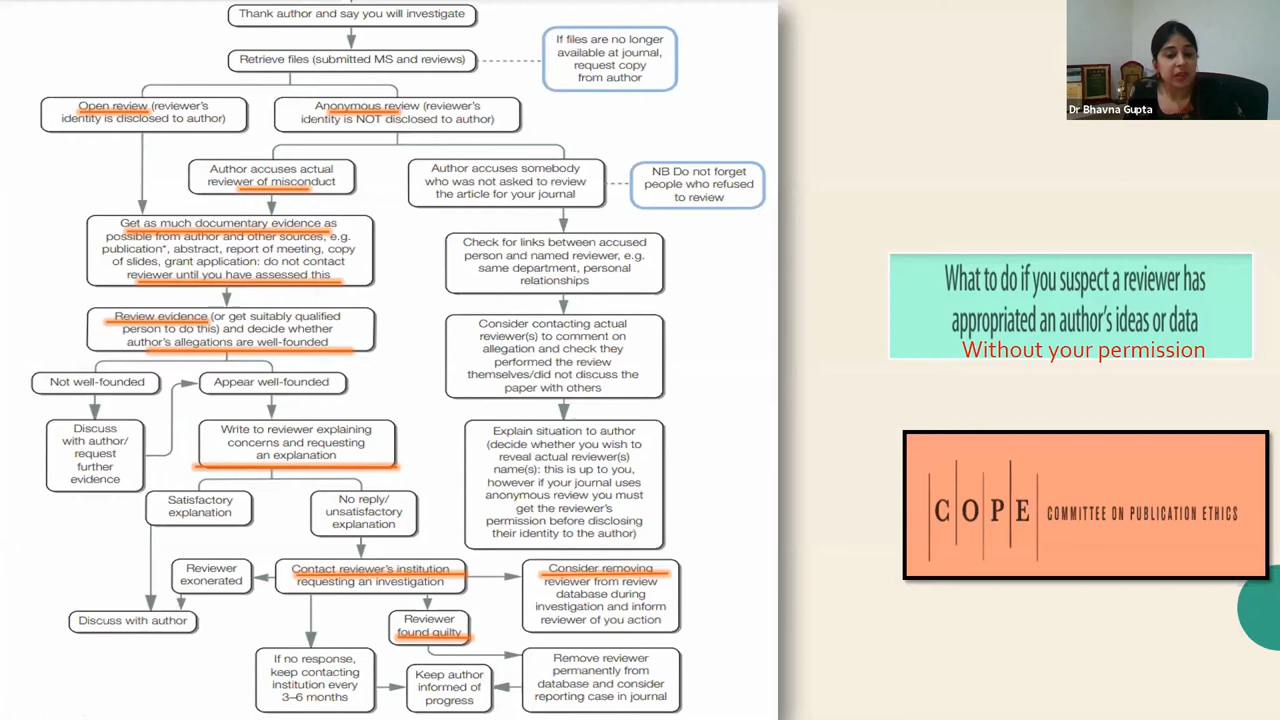 Thank author and say you will investigate
Retrieve files (submitted MS and reviews)
If files are no longer
available at journal,
request copy
from author
Open review (reviewer's
identity is disclosed to author)
Anonymous review (reviewer's
identity is NOT disclosed to author)
Author accuses actual
reviewer of misconduct
Author accuses somebody
who was not asked to review
the article for your journal
NB Do not forget
people who refused
to review
Get as much documentary evidence as
possible from author and other sources, e.g.
publication*, abstract, report of meeting, copy
of slides, grant application: do not contact
reviewer until you have assessed this
Check for links between accused
person and named reviewer, e.g.
same department, personal
relationships
Review evidence (or get suitably qualified
person to do this) and decide whether
author's allegations are well-founded
Consider contacting actual
reviewer(s) to comment on
allegation and check they
performed the review
themselves/did not discuss the
paper with others
Not well-founded
Appear well-founded
Discuss
with author/
request
further
evidence
Write to reviewer explaining
concerns and requesting
an explanation
Explain situation to author
(decide whether you wish to
reveal actual reviewer(s)
name(s): this is up to you,
however if your journal uses
anonymous review you must
get the reviewer's
permission before disclosing
their identity to the author)
Satisfactory
explanation
No reply/
unsatisfactory
explanation
Reviewer
exonerated
Contact reviewer's institution
requesting an investigation
Consider removing
reviewer from review
database during
investigation and inform
reviewer of you action
Discuss with author
Reviewer
found guilty
If no response,
keep contacting
institution every
3–6 months
Keep author
informed of
progress
Remove reviewer
permanently from
database and consider
reporting case in journal
Dr Bhavna Gupta
What to do if you suspect a reviewer has
appropriated an author's ideas or data
Without your permission
COPE COMMITTEE ON PUBLICATION ETHICS